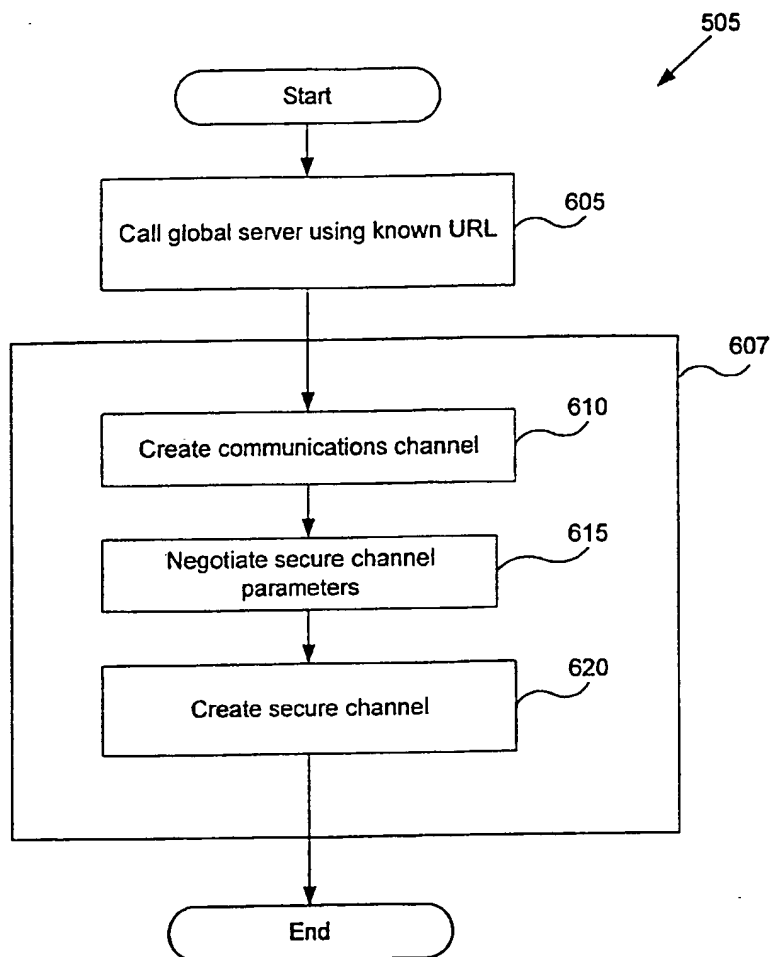 505
Start
605
Call global server using known URL
607
610
Create communications channel
615
Negotiate secure channel
parameters
620
Create secure channel
End